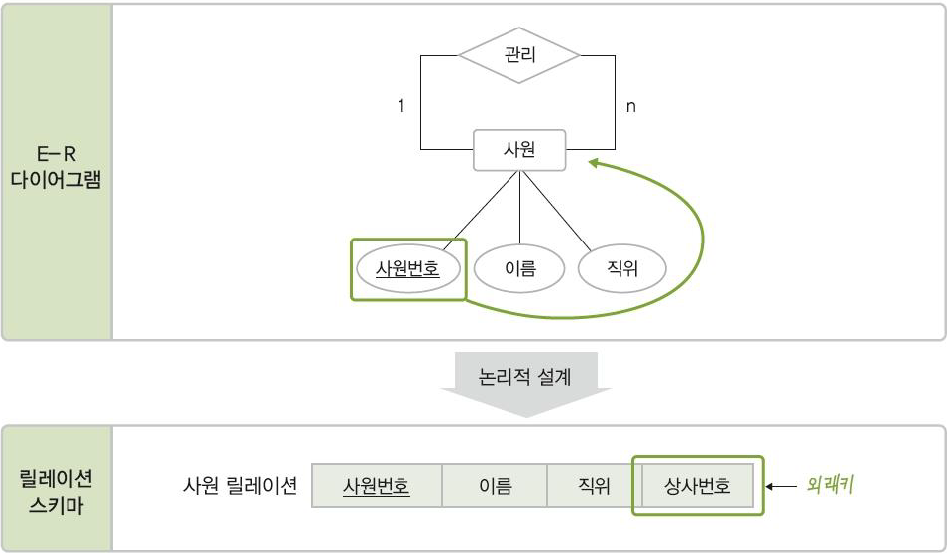 E-R
다이어그램
관리
1
n
사원
사원번호
이름
직위
논리적 설계
릴레이션
스키마
사원 릴레이션
사원번호
이름
직위
상사번호
외래키